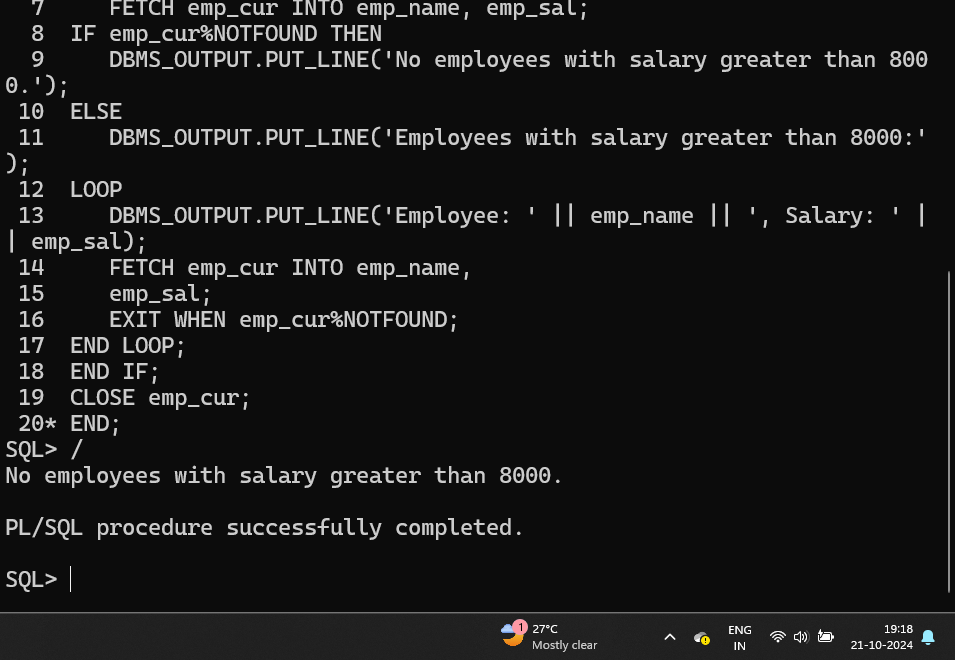 7      FETCH emp_cur INTO emp_name, emp_sal;
8  IF emp_cur%NOTFOUND THEN
9      DBMS_OUTPUT.PUT_LINE('No employees with salary greater than 800
0.');
10  ELSE
11     DBMS_OUTPUT.PUT_LINE('Employees with salary greater than 8000:'
);
12  LOOP
13     DBMS_OUTPUT.PUT_LINE('Employee: ' || emp_name || ', Salary: ' |
| emp_sal);
14     FETCH emp_cur INTO emp_name,
15     emp_sal;
16     EXIT WHEN emp_cur%NOTFOUND;
17  END LOOP;
18  END IF;
19  CLOSE emp_cur;
20* END;
SQL> /
No employees with salary greater than 8000.
PL/SQL procedure successfully completed.
SQL>
1
27°C
Mostly clear
ENG
IN
19:18
21-10-2024